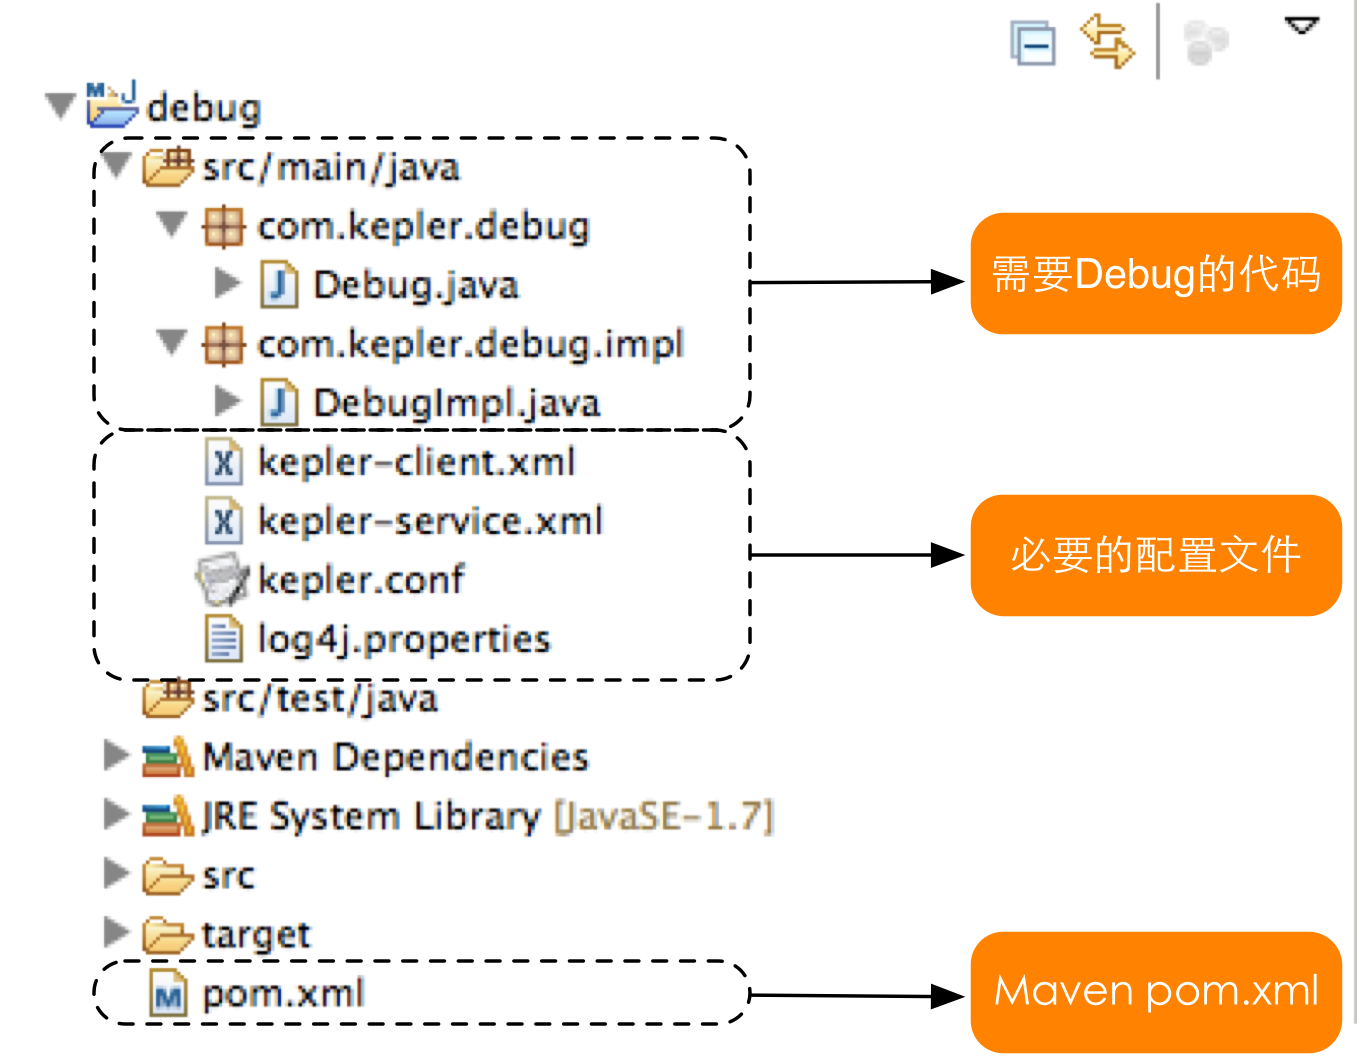 debug
src/main/java
com.kepler.debug
Debug.java
com.kepler.debug.impl
DebugImpl.java
kepler-client.xml
kepler-service.xml
kepler.conf
log4j.properties
src/test/java
Maven Dependencies
JRE System Library [JavaSE-1.7]
src
target
pom.xml
需要Debug的代码
必要的配置文件
Maven pom.xml